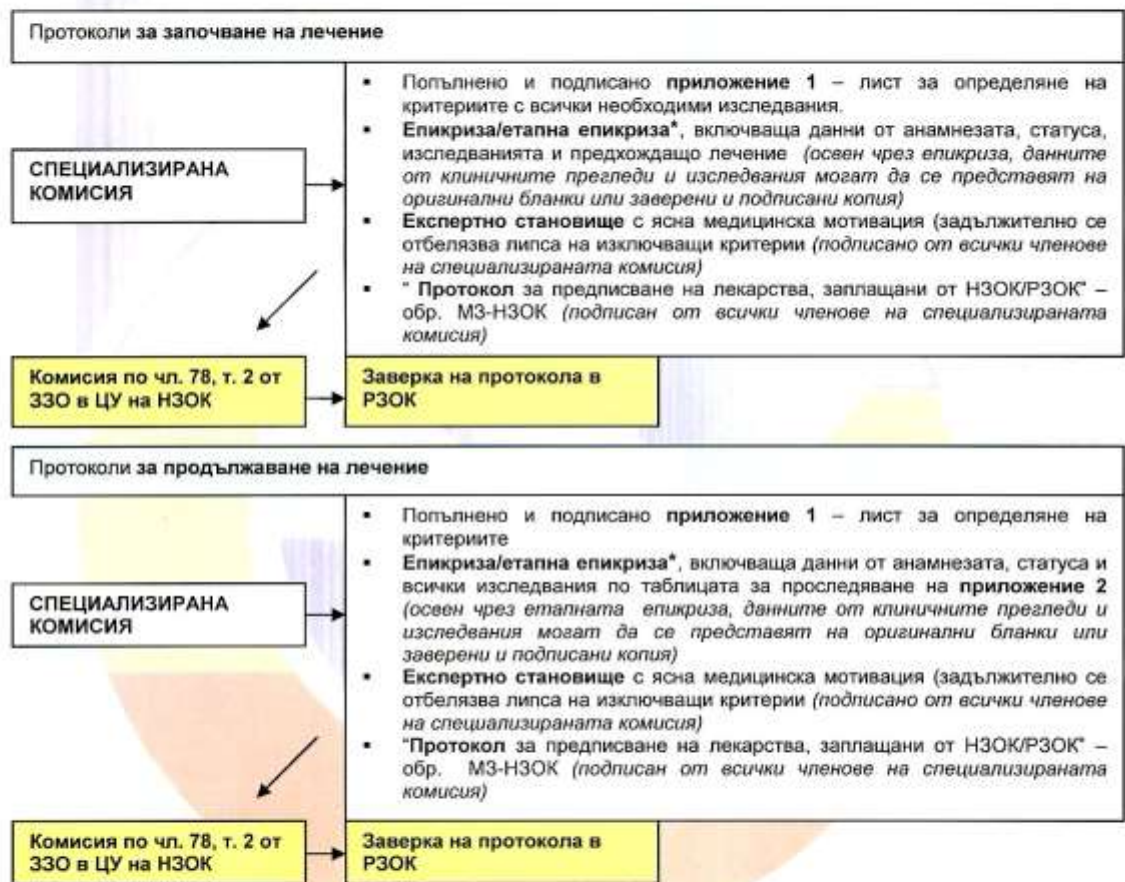 Протоколи за започване на лечение
СПЕЦИАЛИЗИРАНА
КОМИСИЯ
▪ Попълнено и подписано приложение 1 – лист за определяне на
критериите с всички необходими изследвания.
▪ Епикриза/етапна епикриза*, включваща данни от анамнезата, статуса,
изследванията и предхождащо лечение (освен чрез епикриза, данните
от клиничните прегледи и изследвания могат да се представят на
оригинални бланки или заверени и подписани копия)
▪ Експертно становище с ясна медицинска мотивация (задължително се
отбелязва липса на изключващи критерии (подписано от всички членове
на специализираната комисия)
▪ " Протокол за предписване на лекарства, заплащани от НЗОК/РЗОК" –
обр. МЗ-НЗОК (подписан от всички членове на специализираната
комисия)
Комисия по чл. 78, т. 2 от
ЗЗО в ЦУ на НЗОК
Заверка на протокола в
РЗОК
Протоколи за продължаване на лечение
СПЕЦИАЛИЗИРАНА
КОМИСИЯ
▪ Попълнено и подписано приложение 1 – лист за определяне на
критериите
▪ Епикриза/етапна епикриза*, включваща данни от анамнезата, статуса и
всички изследвания по таблицата за проследяване на приложение 2
(освен чрез етапната епикриза, данните от клиничните прегледи и
изследвания могат да се представят на оригинални бланки или
заверени и подписани копия)
▪ Експертно становище с ясна медицинска мотивация (задължително се
отбелязва липса на изключващи критерии (подписано от всички членове
на специализираната комисия)
▪ "Протокол за предписване на лекарства, заплащани от НЗОК/РЗОК" –
обр. МЗ-НЗОК (подписан от всички членове на специализираната
комисия)
Комисия по чл. 78, т. 2 от
ЗЗО в ЦУ на НЗОК
Заверка на протокола в
РЗОК